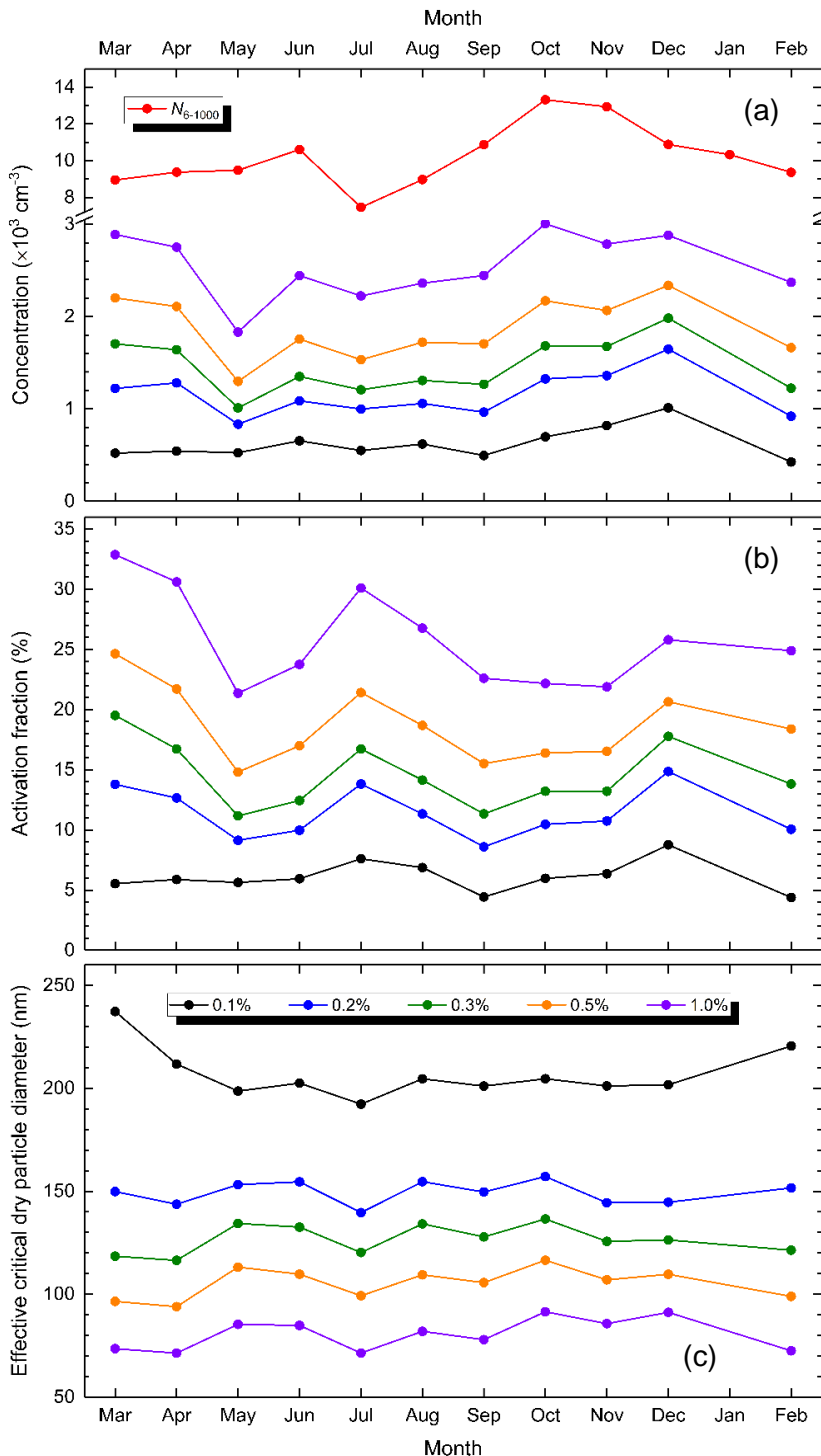 Month
Mar Apr May Jun Jul Aug Sep Oct Nov Dec Jan Feb
14
12
10
8
3
2
1
0
Concentration (×10³ cm⁻³)
N₆₋₁₀₀₀
(a)
35
30
25
20
15
10
5
0
Activation fraction (%)
(b)
250
200
150
100
50
Effective critical dry particle diameter (nm)
0.1% 0.2% 0.3% 0.5% 1.0%
(c)
Mar Apr May Jun Jul Aug Sep Oct Nov Dec Jan Feb
Month